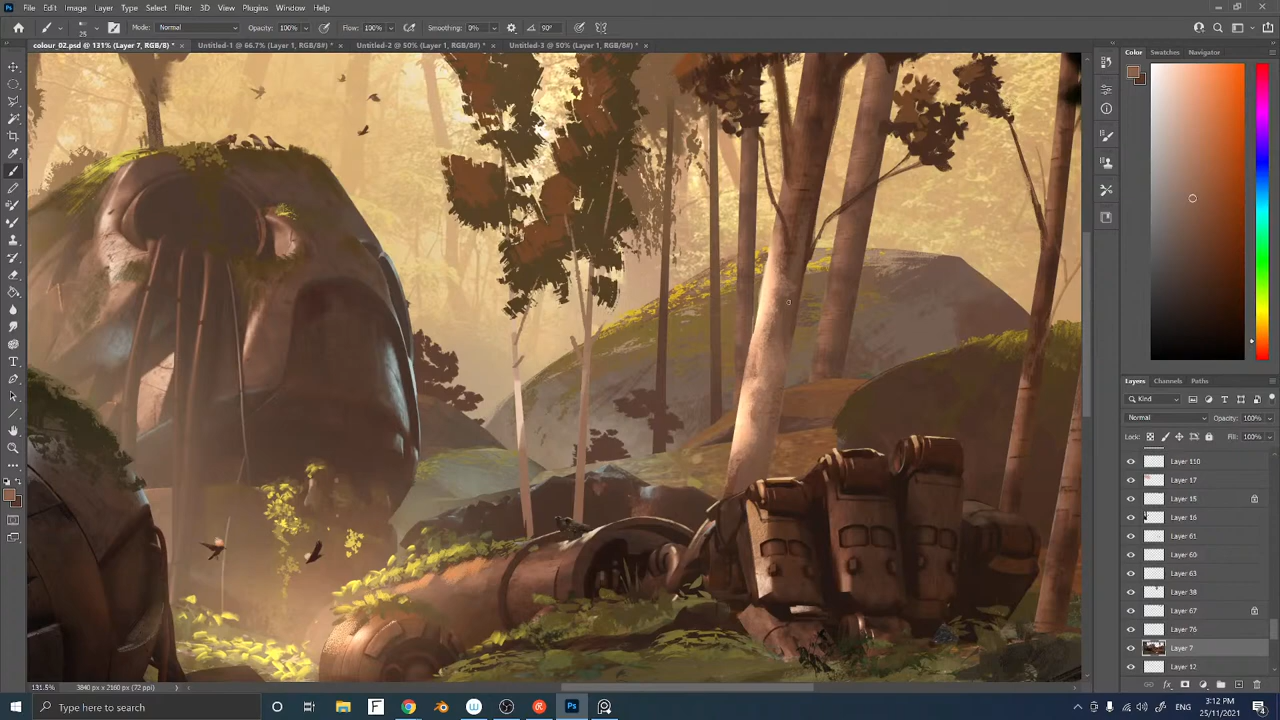 File Edit Image Layer Type Select Filter 3D View Plugins Window Help
25 Mode: Normal Opacity: 100% Flow: 100% Smoothing: 0% 90°
colour_02.psd @ 131% (Layer 7, RGB/8) * × Untitled-1 @ 66.7% (Layer 1, RGB/8#) * × Untitled-2 @ 50% (Layer 1, RGB/8#) * × Untitled-3 @ 50% (Layer 1, RGB/8#) * ×
Color Swatches Navigator
Layers Channels Paths
Kind
Normal Opacity: 100%
Lock: Fill: 100%
Layer 110
Layer 17
Layer 15
Layer 16
Layer 61
Layer 60
Layer 63
Layer 38
Layer 67
Layer 76
Layer 7
Layer 12
131.5% 3840 px x 2160 px (72 ppi)
Type here to search
ENG
3:12 PM
25/11/2021